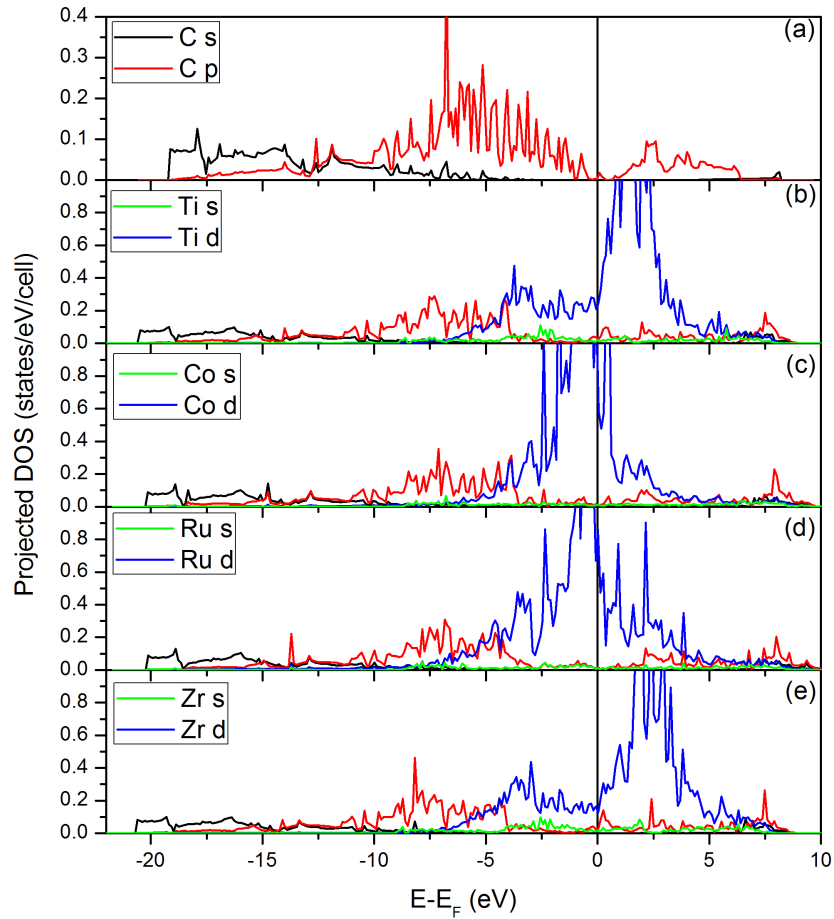 0.4
0.3
0.2
0.1
0.0
C s
C p
(a)
0.8
0.6
0.4
0.2
0.0
Ti s
Ti d
(b)
0.8
0.6
0.4
0.2
0.0
Co s
Co d
(c)
0.8
0.6
0.4
0.2
0.0
Ru s
Ru d
(d)
0.8
0.6
0.4
0.2
0.0
Zr s
Zr d
(e)
-20 -15 -10 -5 0 5 10
E-E_F (eV)
Projected DOS (states/eV/cell)